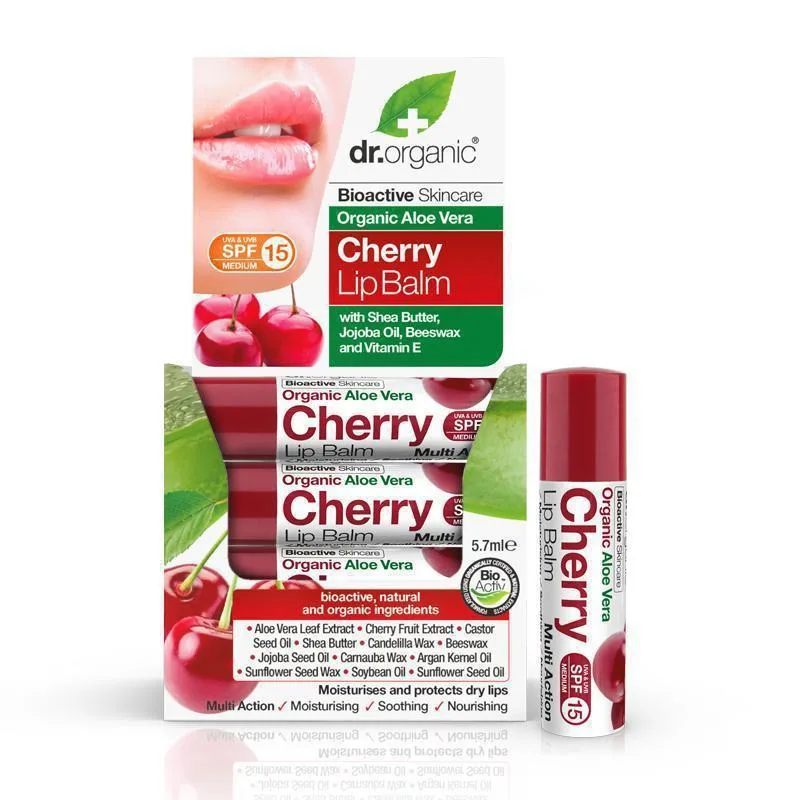 dr.organic®
Bioactive Skincare
Organic Aloe Vera
Cherry
Lip Balm
with Shea Butter,
Jojoba Oil, Beeswax
and Vitamin E
UVA & UVB
SPF 15
MEDIUM
Bioactive Skincare
Organic Aloe Vera
Cherry
Lip Balm
Multi Action
UVA & UVB
SPF
MEDIUM
Bioactive Skincare
Organic Aloe Vera
Cherry
Lip Balm
Multi A
Bioactive Skincare
Organic Aloe Vera
5.7ml℮
Bio
Activ
bioactive, natural
and organic ingredients
• Aloe Vera Leaf Extract • Cherry Fruit Extract • Castor
Seed Oil • Shea Butter • Candelilla Wax • Beeswax
• Jojoba Seed Oil • Carnauba Wax • Argan Kernel Oil
• Sunflower Seed Wax • Soybean Oil • Sunflower Seed Oil
Moisturises and protects dry lips
Multi Action ✓ Moisturising ✓ Soothing ✓ Nourishing
Bioactive Skincare
Organic Aloe Vera
Cherry
Lip Balm
Multi Action
UVA & UVB
SPF 15
MEDIUM